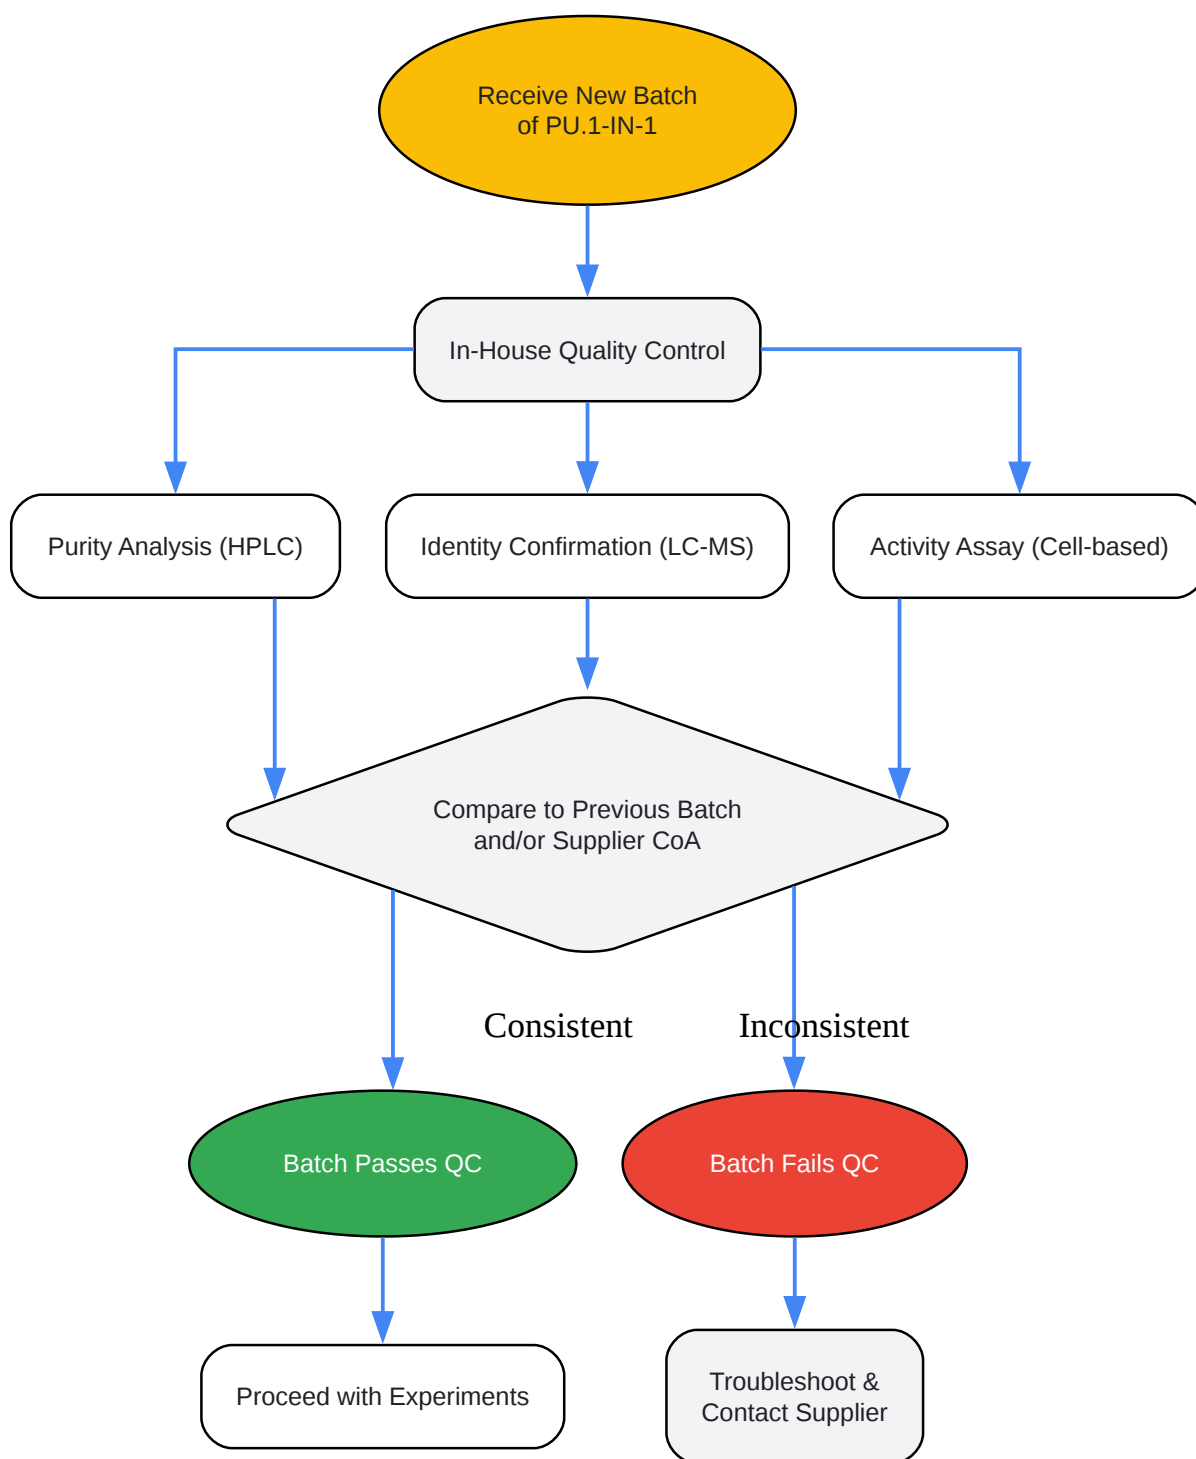 Receive New Batch
of PU.1-IN-1
In-House Quality Control
Purity Analysis (HPLC)
Identity Confirmation (LC-MS)
Activity Assay (Cell-based)
Compare to Previous Batch
and/or Supplier CoA
Consistent
Inconsistent
Batch Passes QC
Batch Fails QC
Proceed with Experiments
Troubleshoot &
Contact Supplier